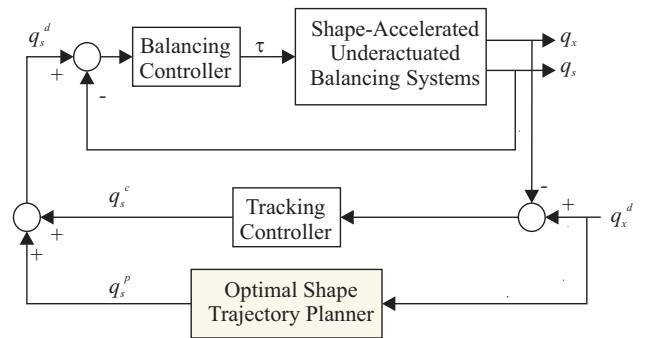 q_s^d
+
-
Balancing
Controller
τ
Shape-Accelerated
Underactuated
Balancing Systems
q_x
q_s
q_s^c
+
+
Tracking
Controller
-
+
q_x^d
q_s^p
Optimal Shape
Trajectory Planner